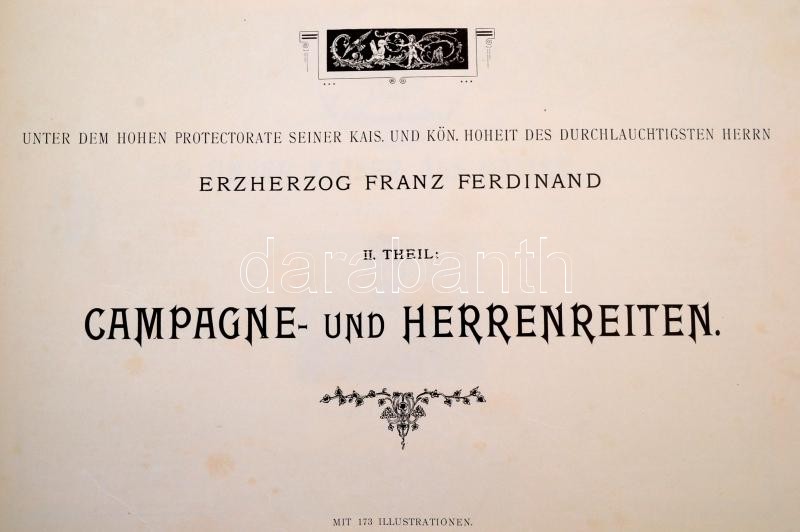 UNTER DEM HOHEN PROTECTORATE SEINER KAIS. UND KÖN. HOHEIT DES DURCHLAUCHTIGSTEN HERRN
ERZHERZOG FRANZ FERDINAND
II. THEIL:
darabanth
CAMPAGNE- UND HERRENREITEN.
MIT 173 ILLUSTRATIONEN.